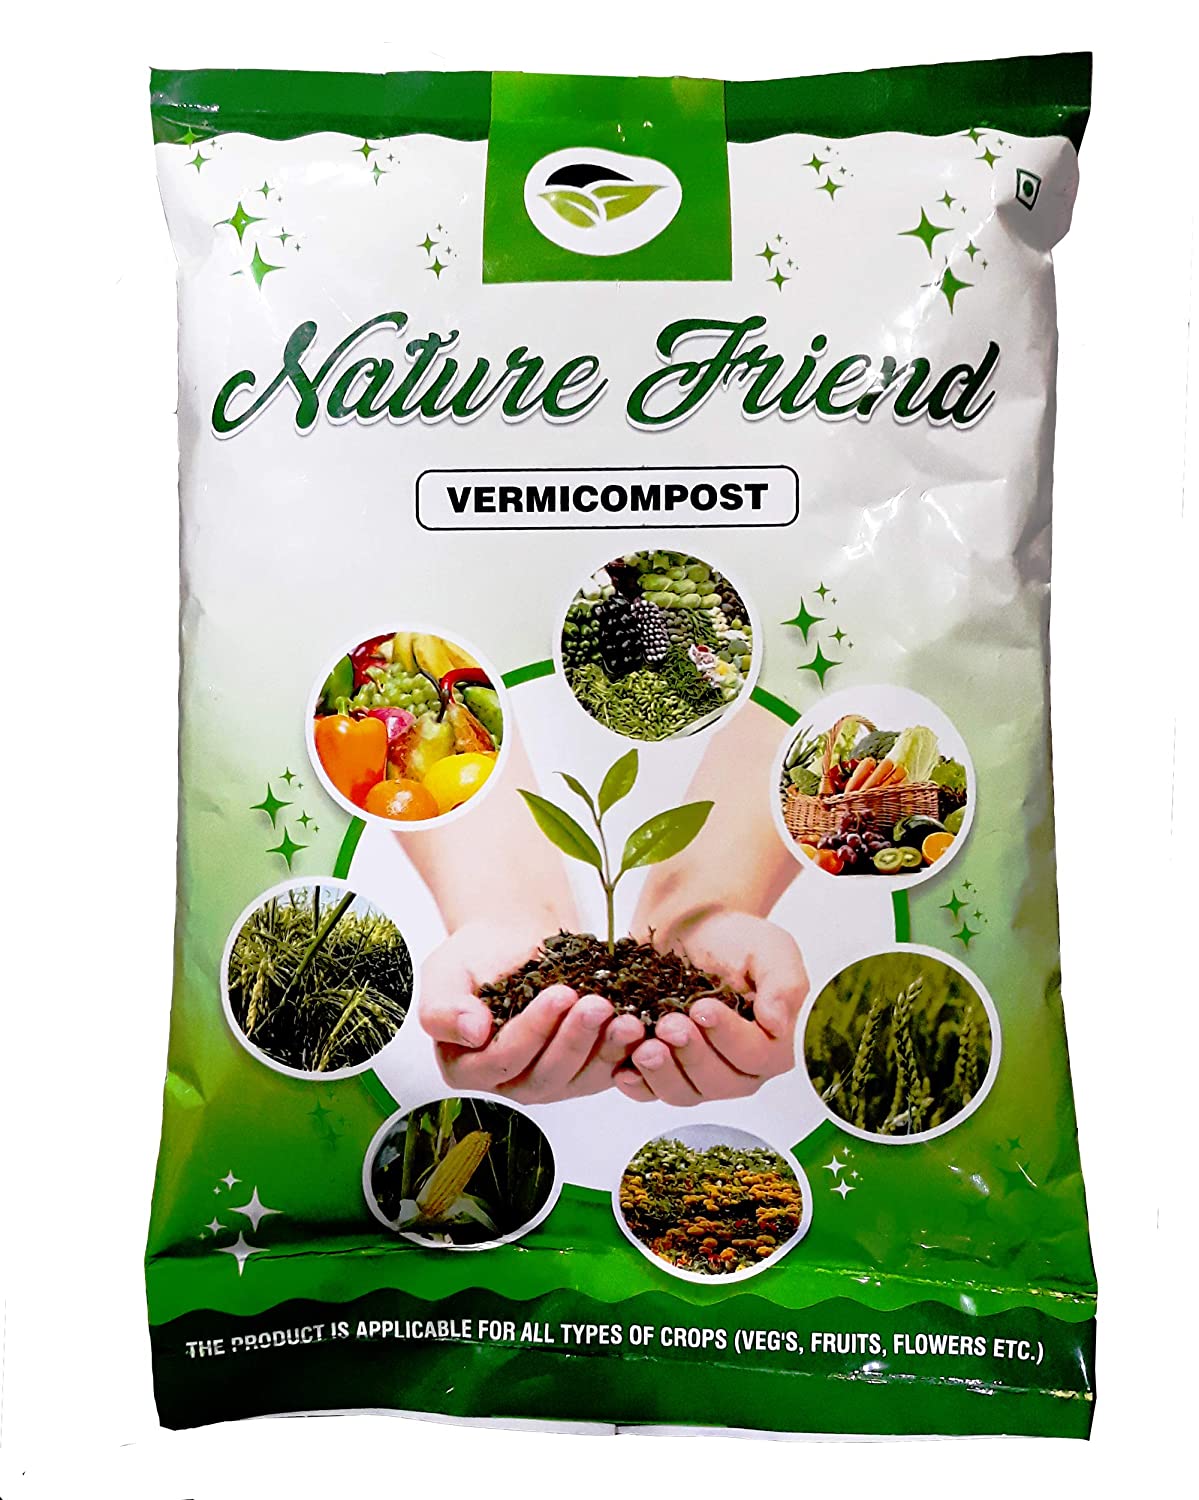 Nature Friend
VERMICOMPOST
THE PRODUCT IS APPLICABLE FOR ALL TYPES OF CROPS (VEG'S, FRUITS, FLOWERS ETC.)